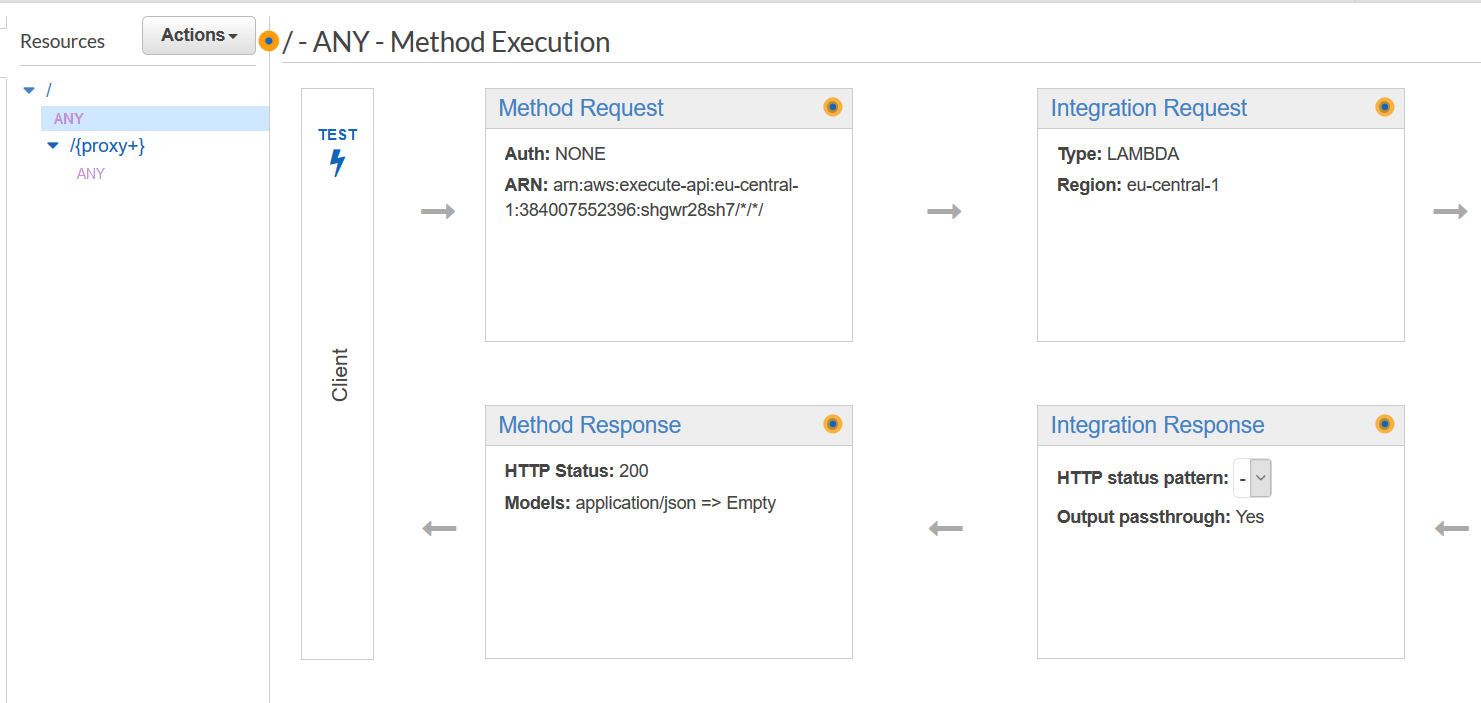 Resources
Actions
/ - ANY - Method Execution
/
ANY
/{proxy+}
ANY
TEST
Client
Method Request
Auth: NONE
ARN: arn:aws:execute-api:eu-central-
1:384007552396:shgwr28sh7/*/*/
Integration Request
Type: LAMBDA
Region: eu-central-1
Method Response
HTTP Status: 200
Models: application/json => Empty
Integration Response
HTTP status pattern: -
Output passthrough: Yes